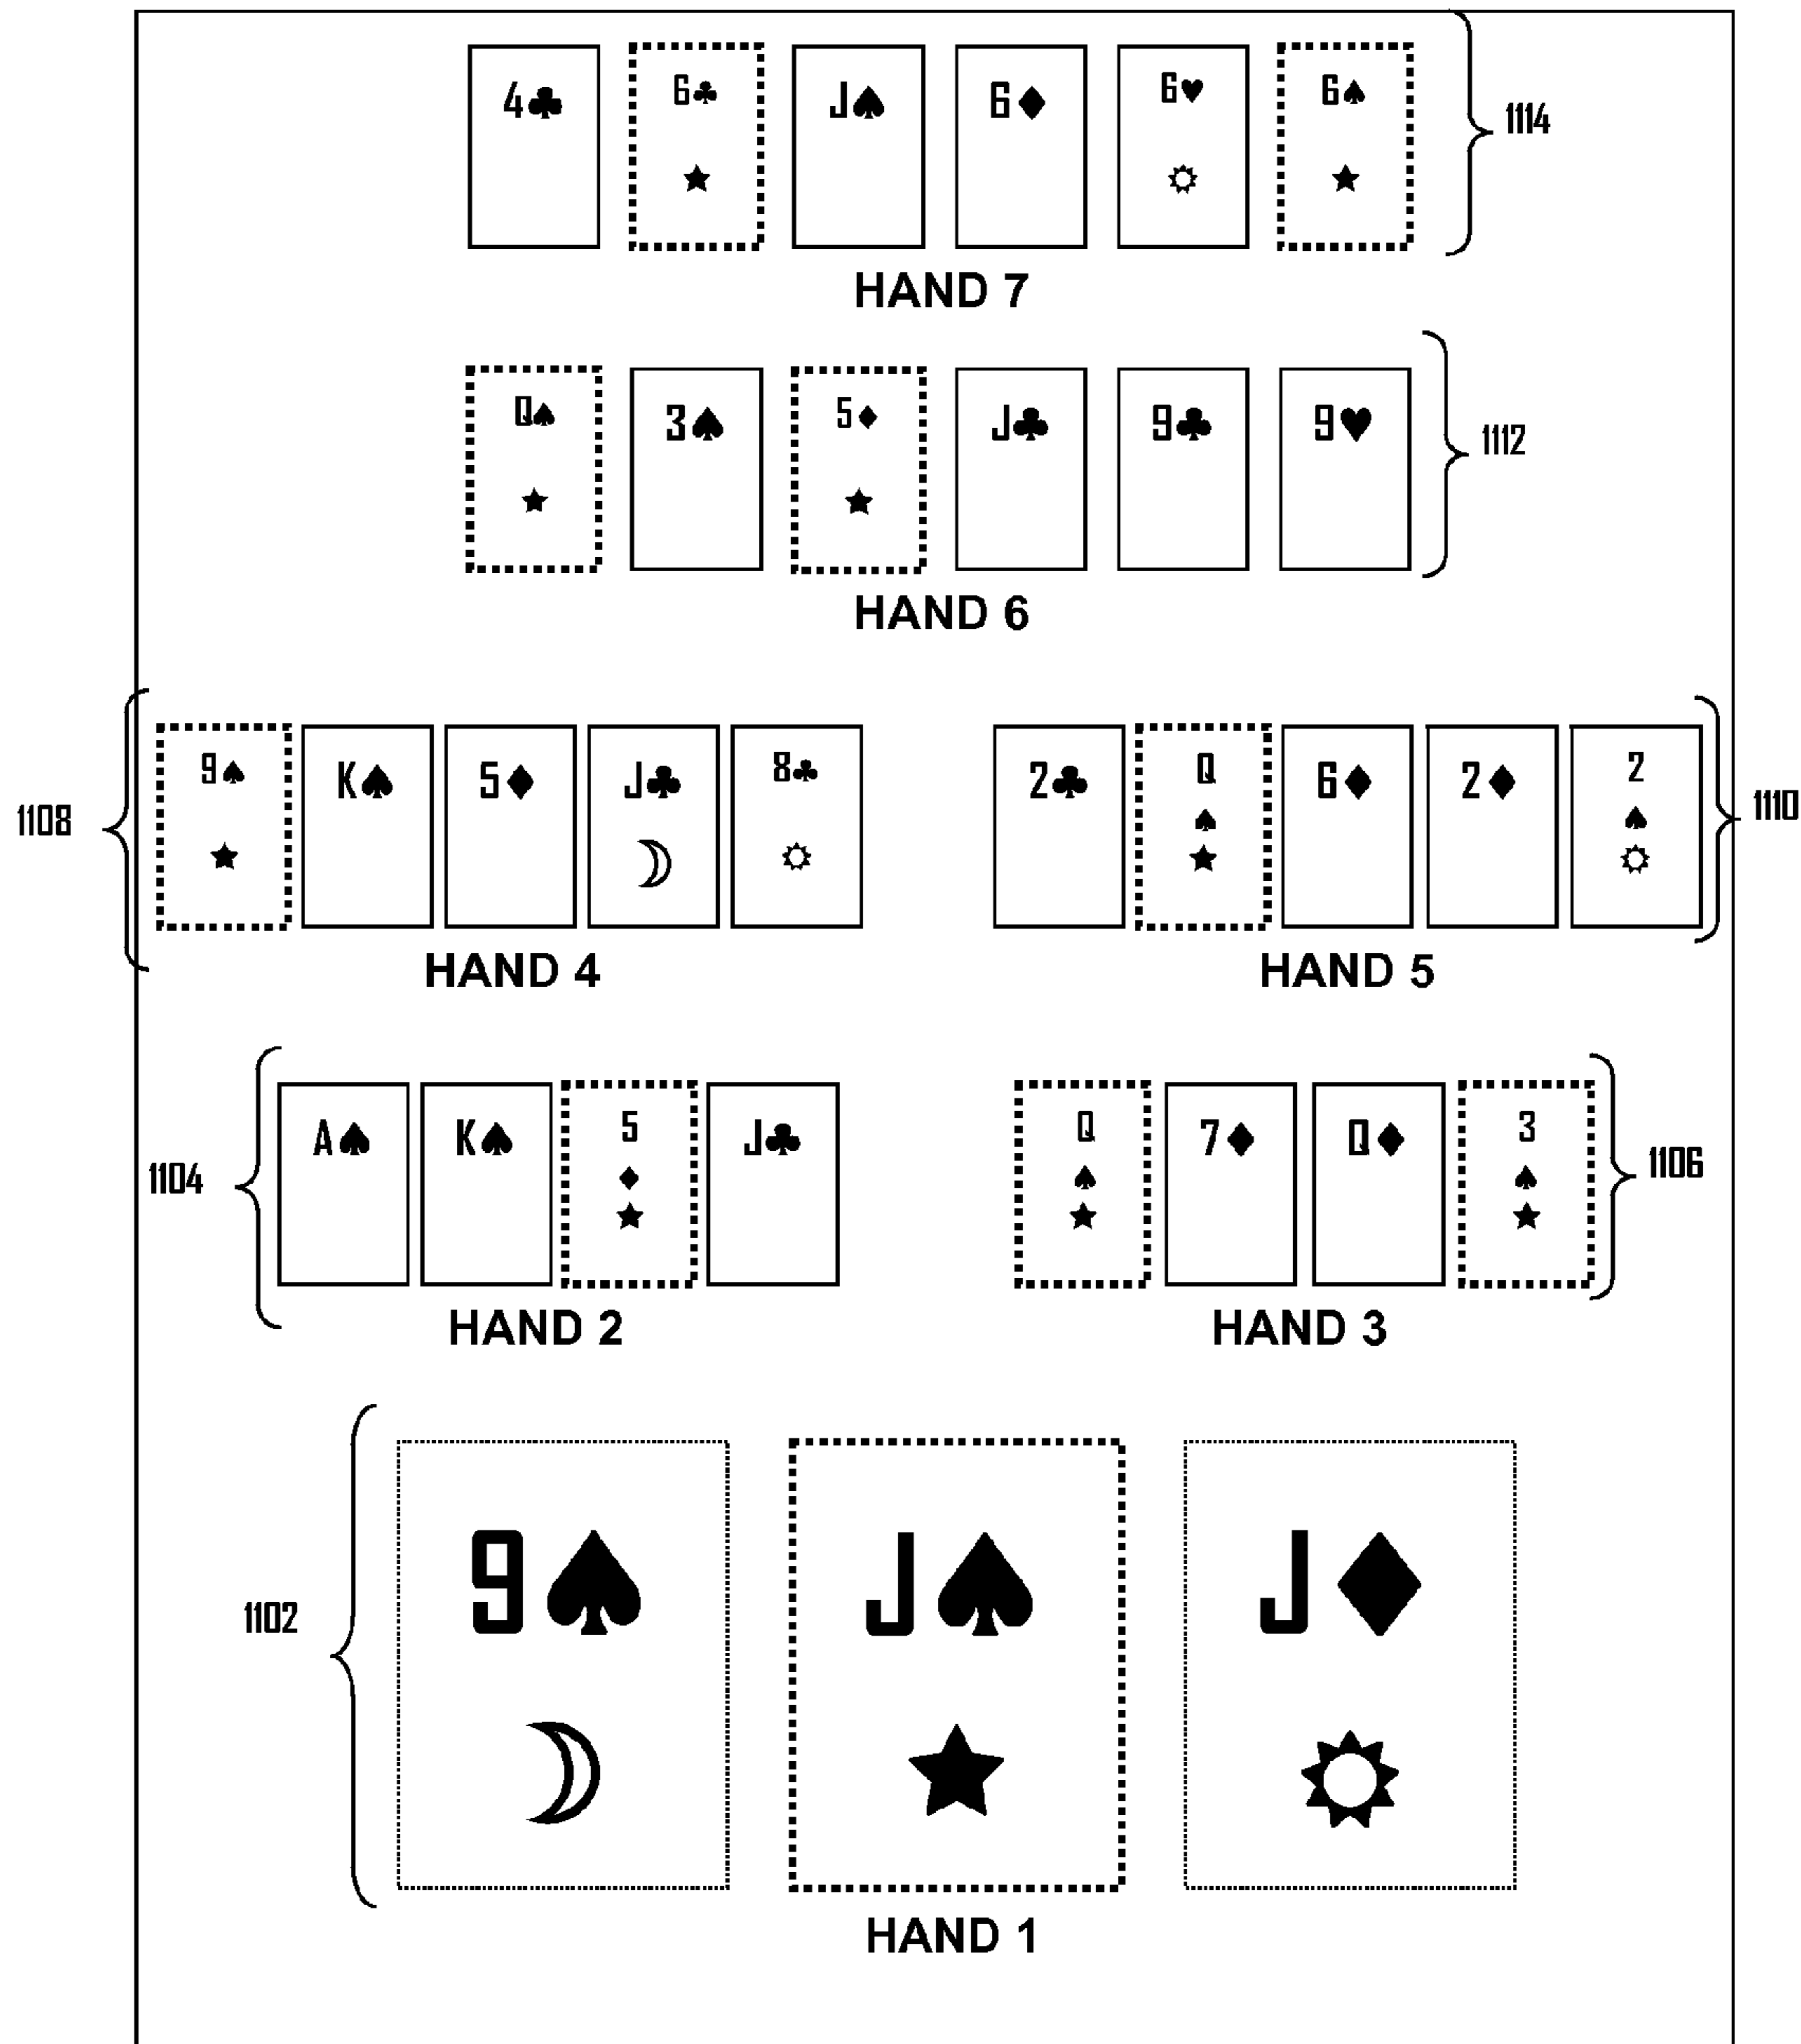 4♣ 6♣ J♠ 6♦ 6♥ 6♠ 1114
HAND 7
Q♠ 3♠ 5♦ J♣ 9♣ 9♥ 1112
HAND 6
1108 9♠ K♠ 5♦ J♣ 8♣ 2♣ Q♠ 6♦ 2♦ 2♠ 1110
HAND 4 HAND 5
1104 A♠ K♠ 5♦ J♣ Q♠ 7♦ Q♦ 3♠ 1106
HAND 2 HAND 3
1102 9♠ J♠ J♦
HAND 1